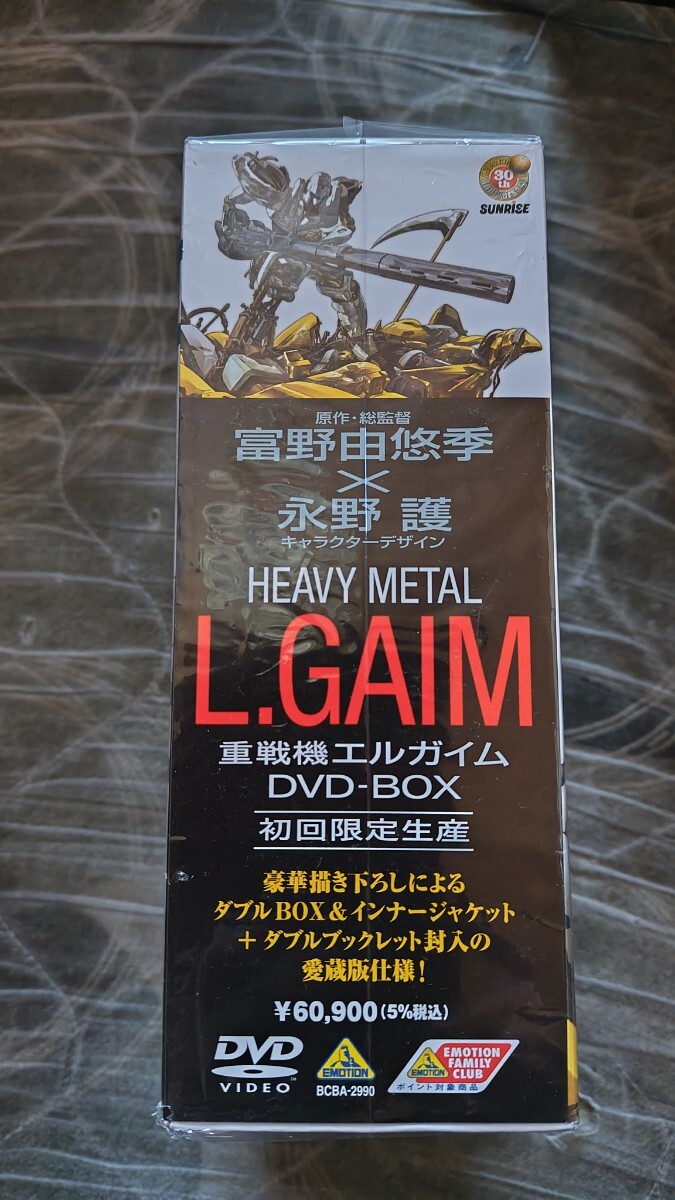 30th
SUNRISE
原作・総監督
富野由悠季
×
永野 護
キャラクターデザイン
HEAVY METAL
L.GAIM
重戦機エルガイム
DVD-BOX
初回限定生産
豪華描き下ろしによる
ダブルBOX&インナージャケット
+ダブルブックレット封入の
愛蔵版仕様!
¥60,900(5%税込)
DVD
VIDEO
TM
EMOTION
BCBA-2990
EMOTION
EMOTION
FAMILY
CLUB
ポイント対象商品